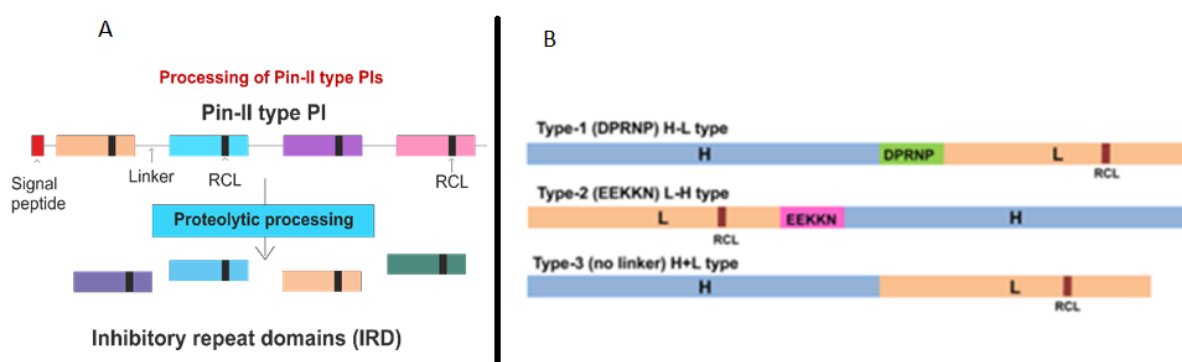 A
Processing of Pin-II type PIs
Pin-II type PI
Signal
peptide
Linker
RCL
RCL
Proteolytic processing
Inhibitory repeat domains (IRD)
B
Type-1 (DPRNP) H-L type
H
DPRNP
L
RCL
Type-2 (EEKKN) L-H type
L
EEKKN
H
RCL
Type-3 (no linker) H+L type
H
L
RCL